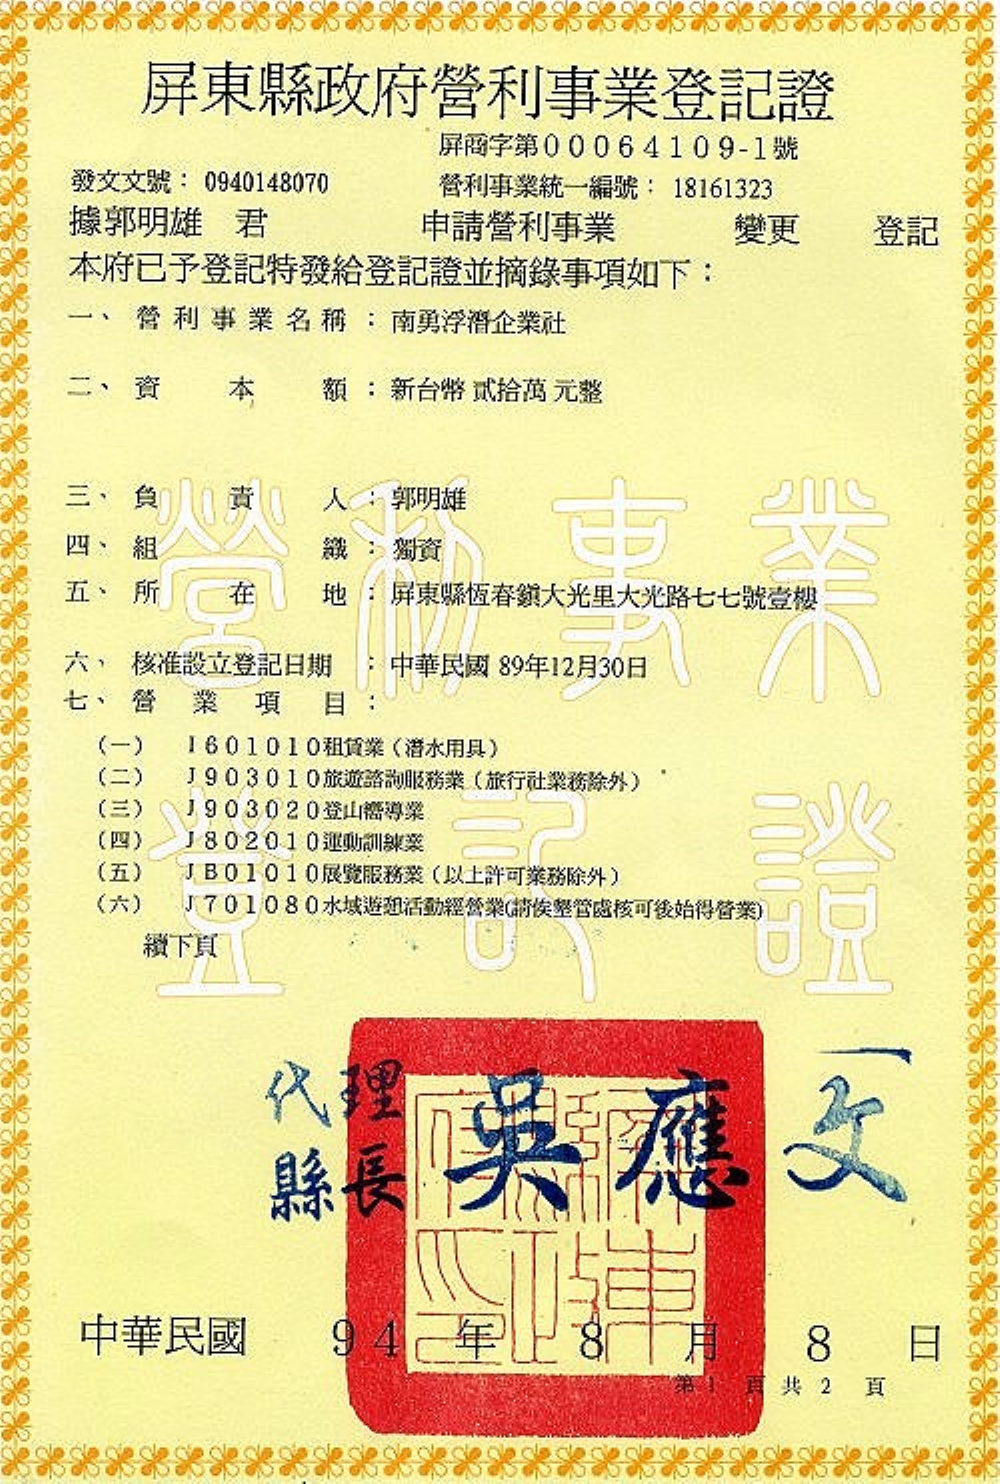 屏東縣政府營利事業登記證
屏商字第00064109-1號
發文文號：0940148070 營利事業統一編號：18161323
據郭明雄 君 申請營利事業 變更 登記
本府已予登記特發給登記證並摘錄事項如下：
一、營利事業名稱：南勇浮潛企業社
二、資本額：新台幣 貳拾萬 元整
三、負責人：郭明雄
四、組織：獨資
五、所在地：屏東縣恆春鎮大光里大光路七七號壹樓
六、核准設立登記日期：中華民國 89年12月30日
七、營業項目：
（一） J601010租賃業（潛水用具）
（二） J903010旅遊諮詢服務業（旅行社業務除外）
（三） J903020登山嚮導業
（四） J802010運動訓練業
（五） JB01010展覽服務業（以上許可業務除外）
（六） J701080水域遊憩活動經營業(請俟墾管處核可後始得營業)
續下頁
營利事業
登記證
代理
縣長 吳應文
中華民國 94 年 8 月 8 日
第1頁共2頁